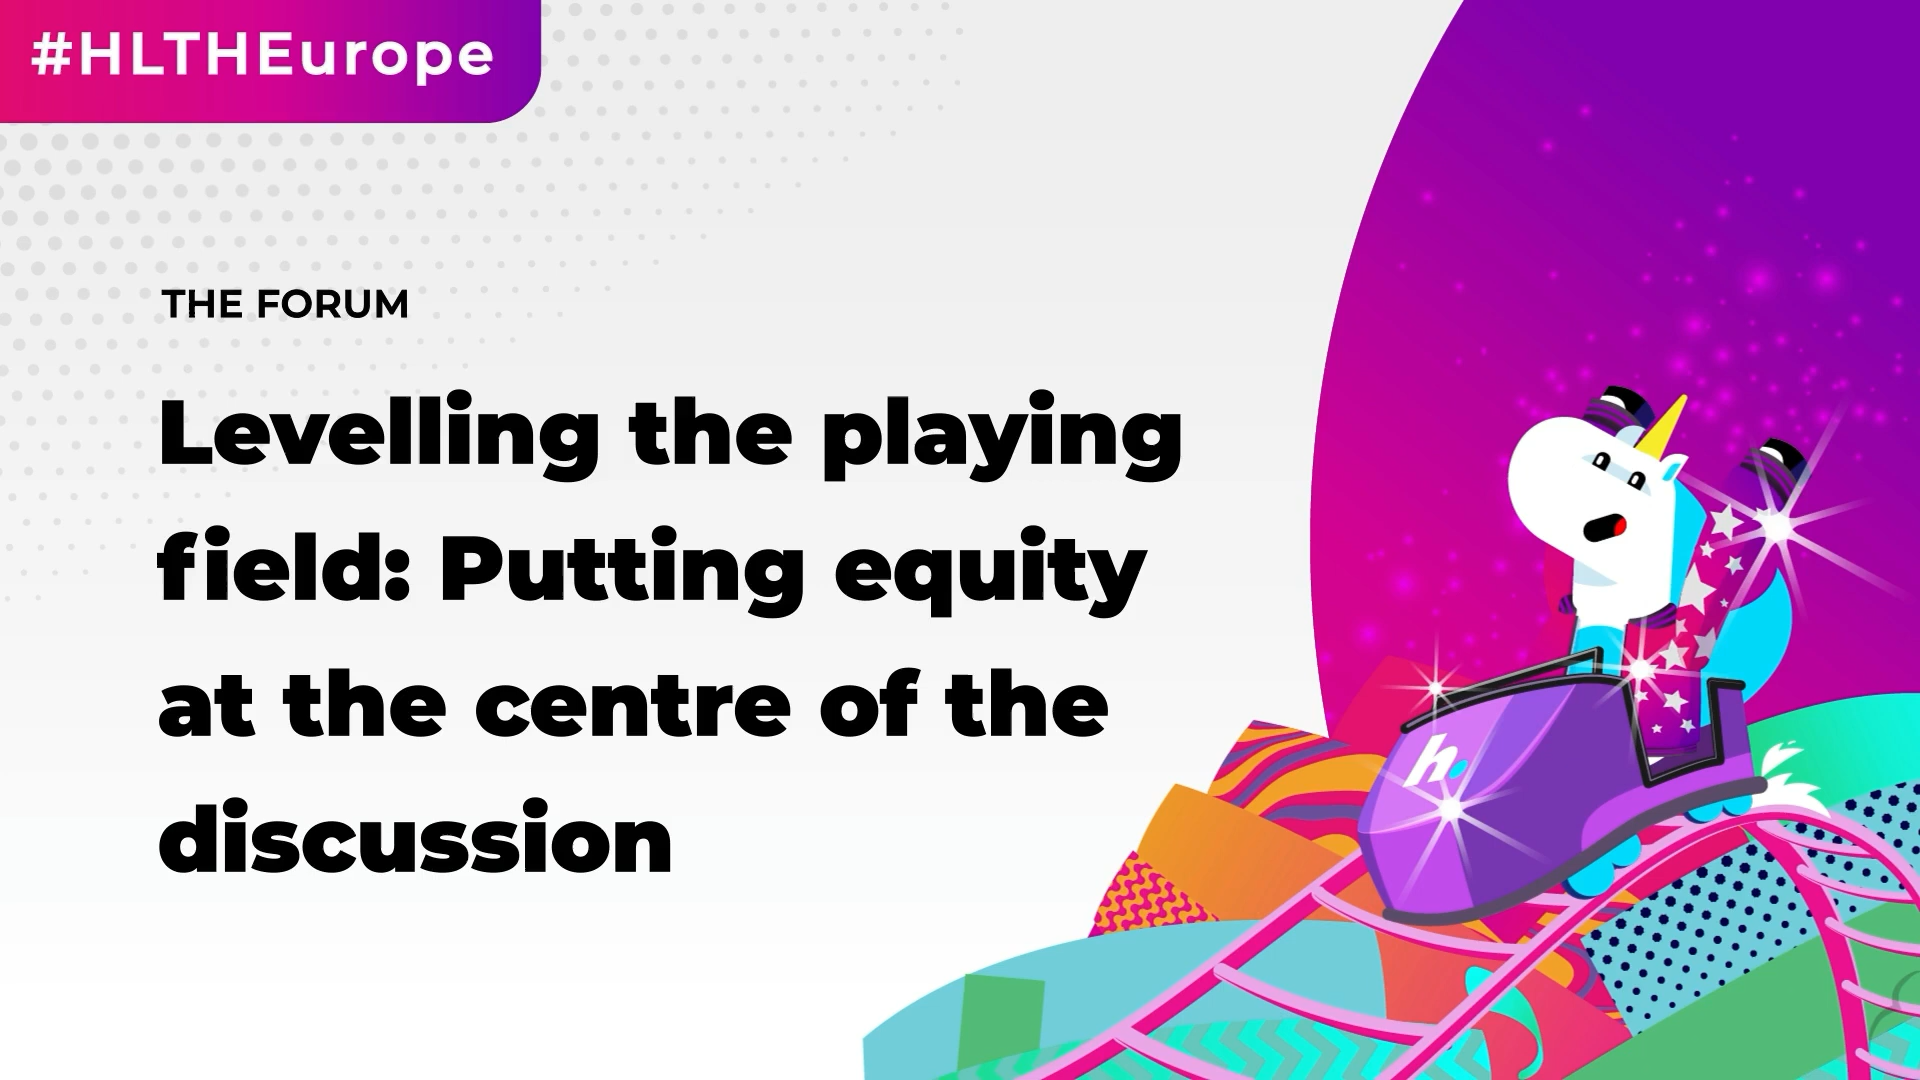 #HLTHEurope
THE FORUM
Levelling the playing
field: Putting equity
at the centre of the
discussion
h.